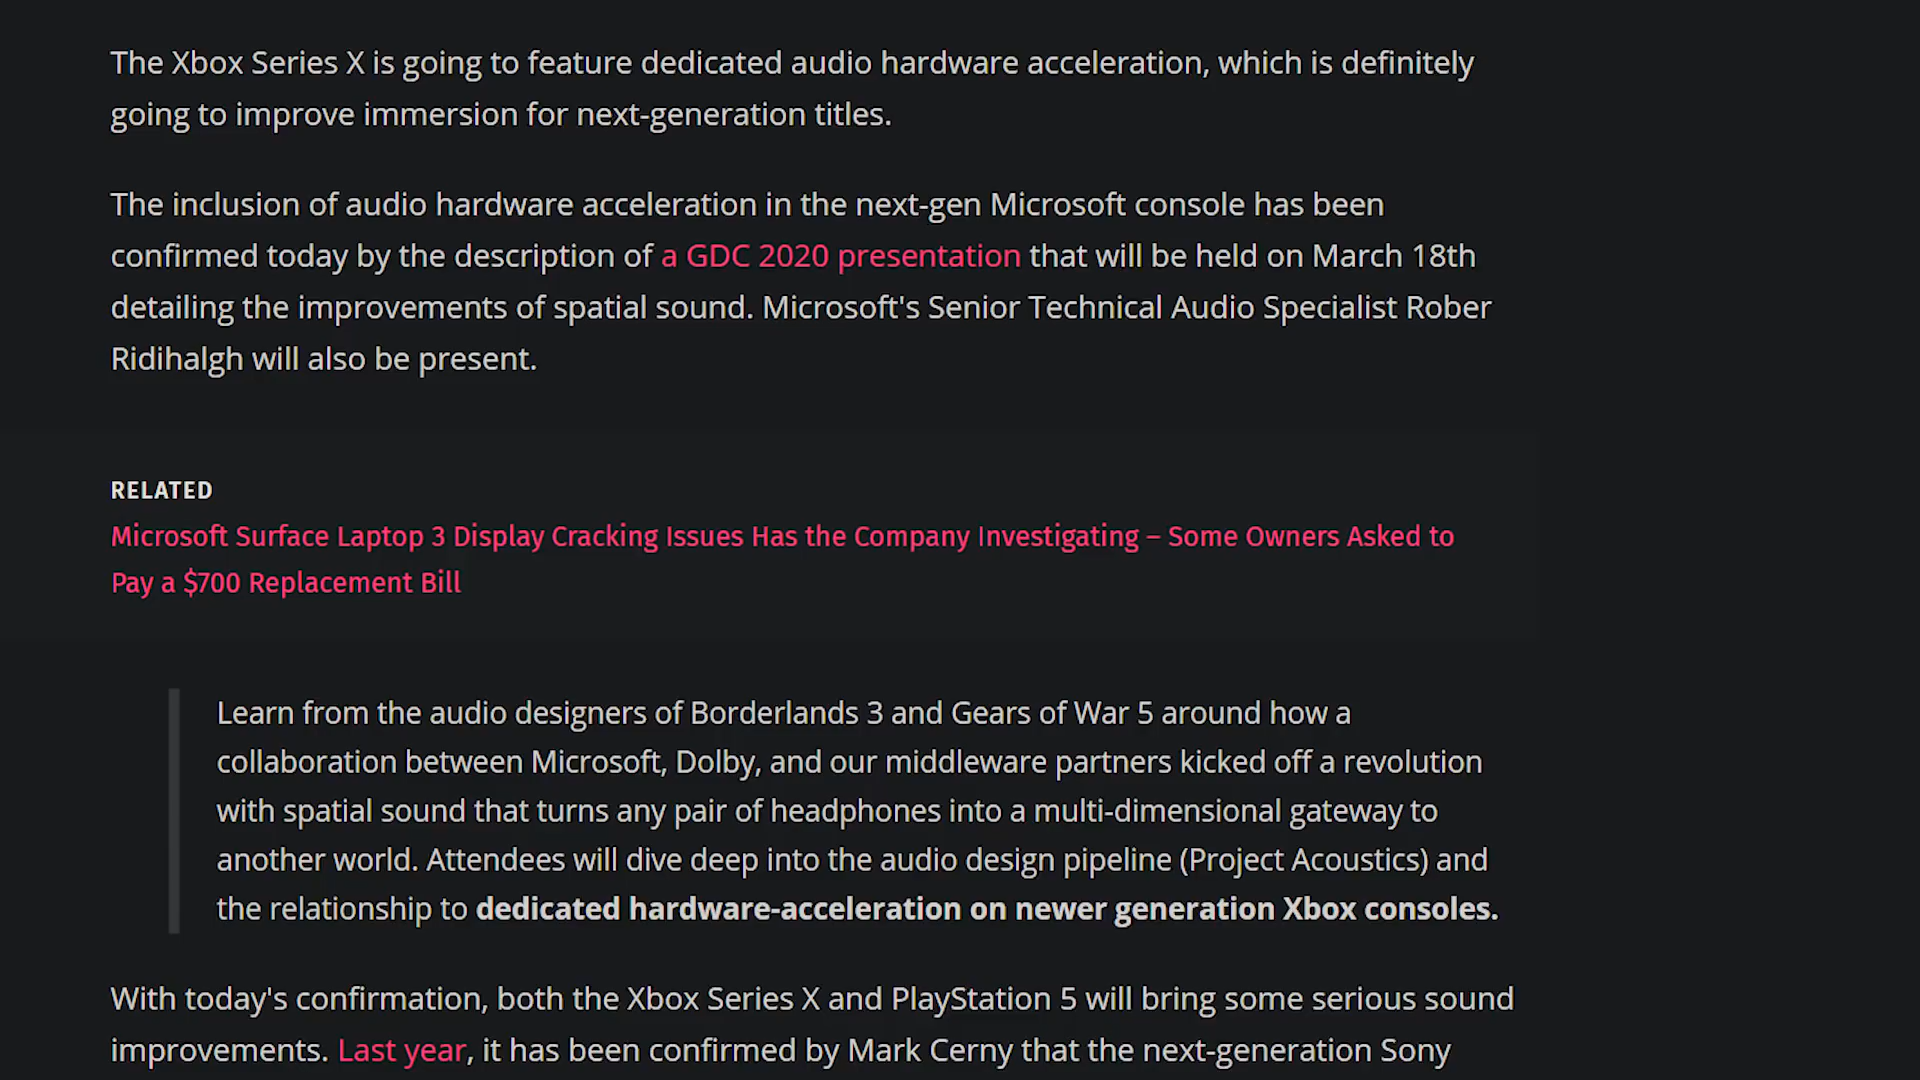 The Xbox Series X is going to feature dedicated audio hardware acceleration, which is definitely
going to improve immersion for next-generation titles.
The inclusion of audio hardware acceleration in the next-gen Microsoft console has been
confirmed today by the description of a GDC 2020 presentation that will be held on March 18th
detailing the improvements of spatial sound. Microsoft's Senior Technical Audio Specialist Rober
Ridihalgh will also be present.
RELATED
Microsoft Surface Laptop 3 Display Cracking Issues Has the Company Investigating – Some Owners Asked to
Pay a $700 Replacement Bill
Learn from the audio designers of Borderlands 3 and Gears of War 5 around how a
collaboration between Microsoft, Dolby, and our middleware partners kicked off a revolution
with spatial sound that turns any pair of headphones into a multi-dimensional gateway to
another world. Attendees will dive deep into the audio design pipeline (Project Acoustics) and
the relationship to dedicated hardware-acceleration on newer generation Xbox consoles.
With today's confirmation, both the Xbox Series X and PlayStation 5 will bring some serious sound
improvements. Last year, it has been confirmed by Mark Cerny that the next-generation Sony